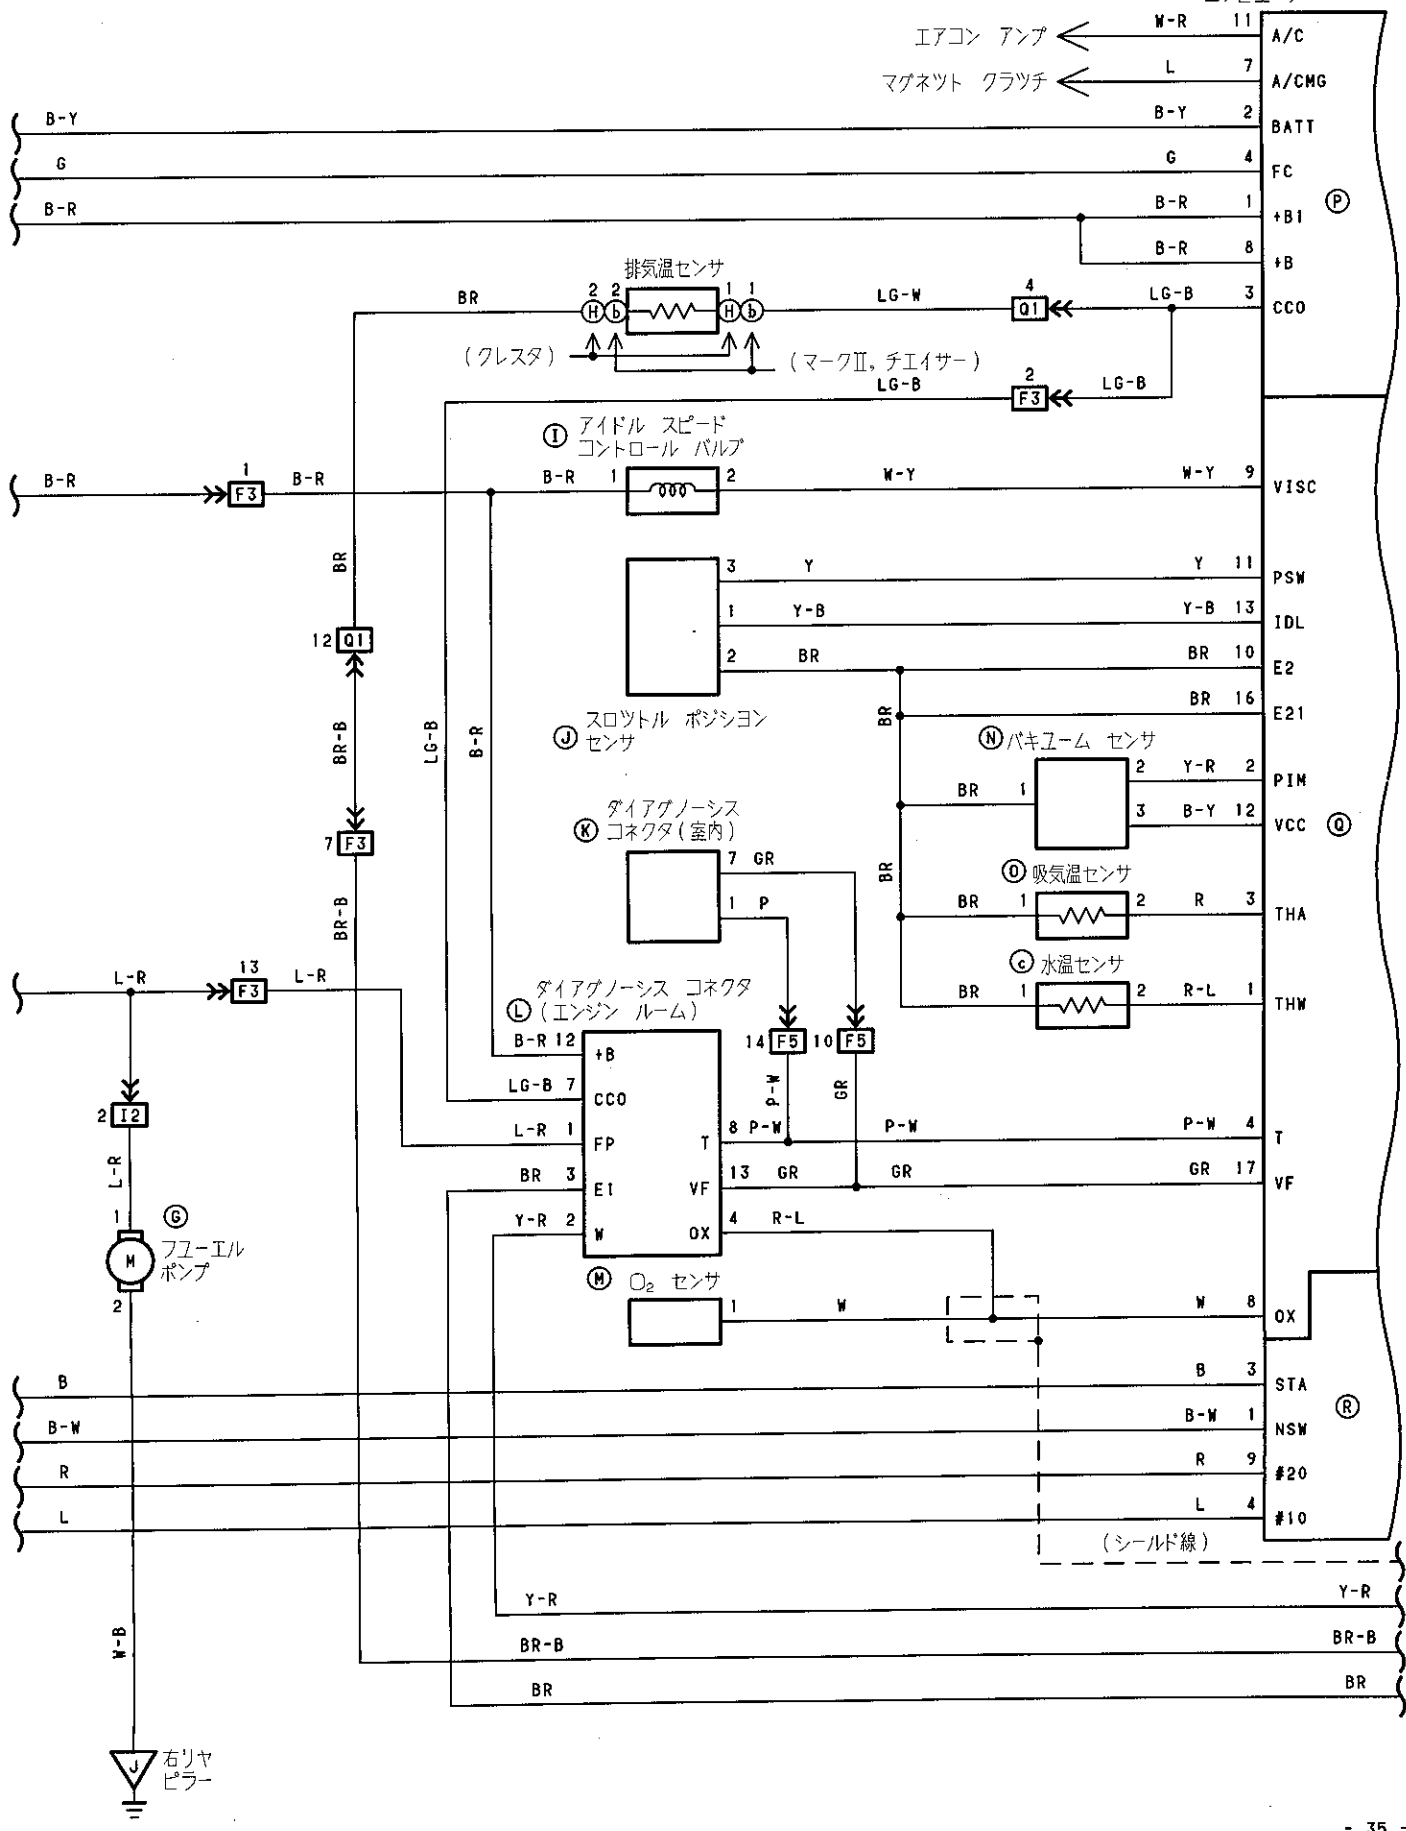 W-R 11 A/C
エアコン アンプ
L 7 A/CMG
マグネツト クラツチ
B-Y B-Y 2 BATT
G G 4 FC
B-R B-R 1 +B1
Ⓟ
B-R 8 +B
排気温センサ
BR 2 2 1 1 LG-W 4 LG-B 3 CCO
H b H b Q1
(クレスタ) (マークⅡ, チエイサー)
LG-B 2 LG-B
F3
Ⓘ アイドル スピード
コントロール バルブ
B-R 1 B-R B-R 1 2 W-Y W-Y 9 VISC
F3
BR
3 Y Y 11 PSW
1 Y-B Y-B 13 IDL
12 Q1
2 BR BR 10 E2
BR BR 16 E21
BR-B LG-B B-R
Ⓙ スロツトル ポジシヨン
センサ
Ⓝ バキユーム センサ
BR 1 2 Y-R 2 PIM
3 B-Y 12 VCC Ⓠ
ダイアグノーシス
Ⓚ コネクタ(室内)
7 F3
7 GR
1 P
BR
Ⓞ 吸気温センサ
BR 1 2 R 3 THA
BR-B
ⓒ 水温センサ
BR 1 2 R-L 1 THW
L-R 13 L-R
F3
ダイアグノーシス コネクタ
Ⓛ (エンジン ルーム)
14 F5 10 F5
B-R 12 +B
LG-B 7 CCO
P-W GR
2 I2
L-R 1 FP T 8 P-W P-W P-W 4 T
BR 3 E1 VF 13 GR GR GR 17 VF
Y-R 2 W OX 4 R-L
L-R
1 Ⓖ
M フユーエル
ポンプ
2
Ⓜ O₂ センサ
1 W W 8 OX
B B 3 STA
Ⓡ
B-W B-W 1 NSW
R R 9 #20
L L 4 #10
(シールド線)
Y-R Y-R
W-B
BR-B BR-B
BR BR
J 右リヤ
ピラー
- 35 -